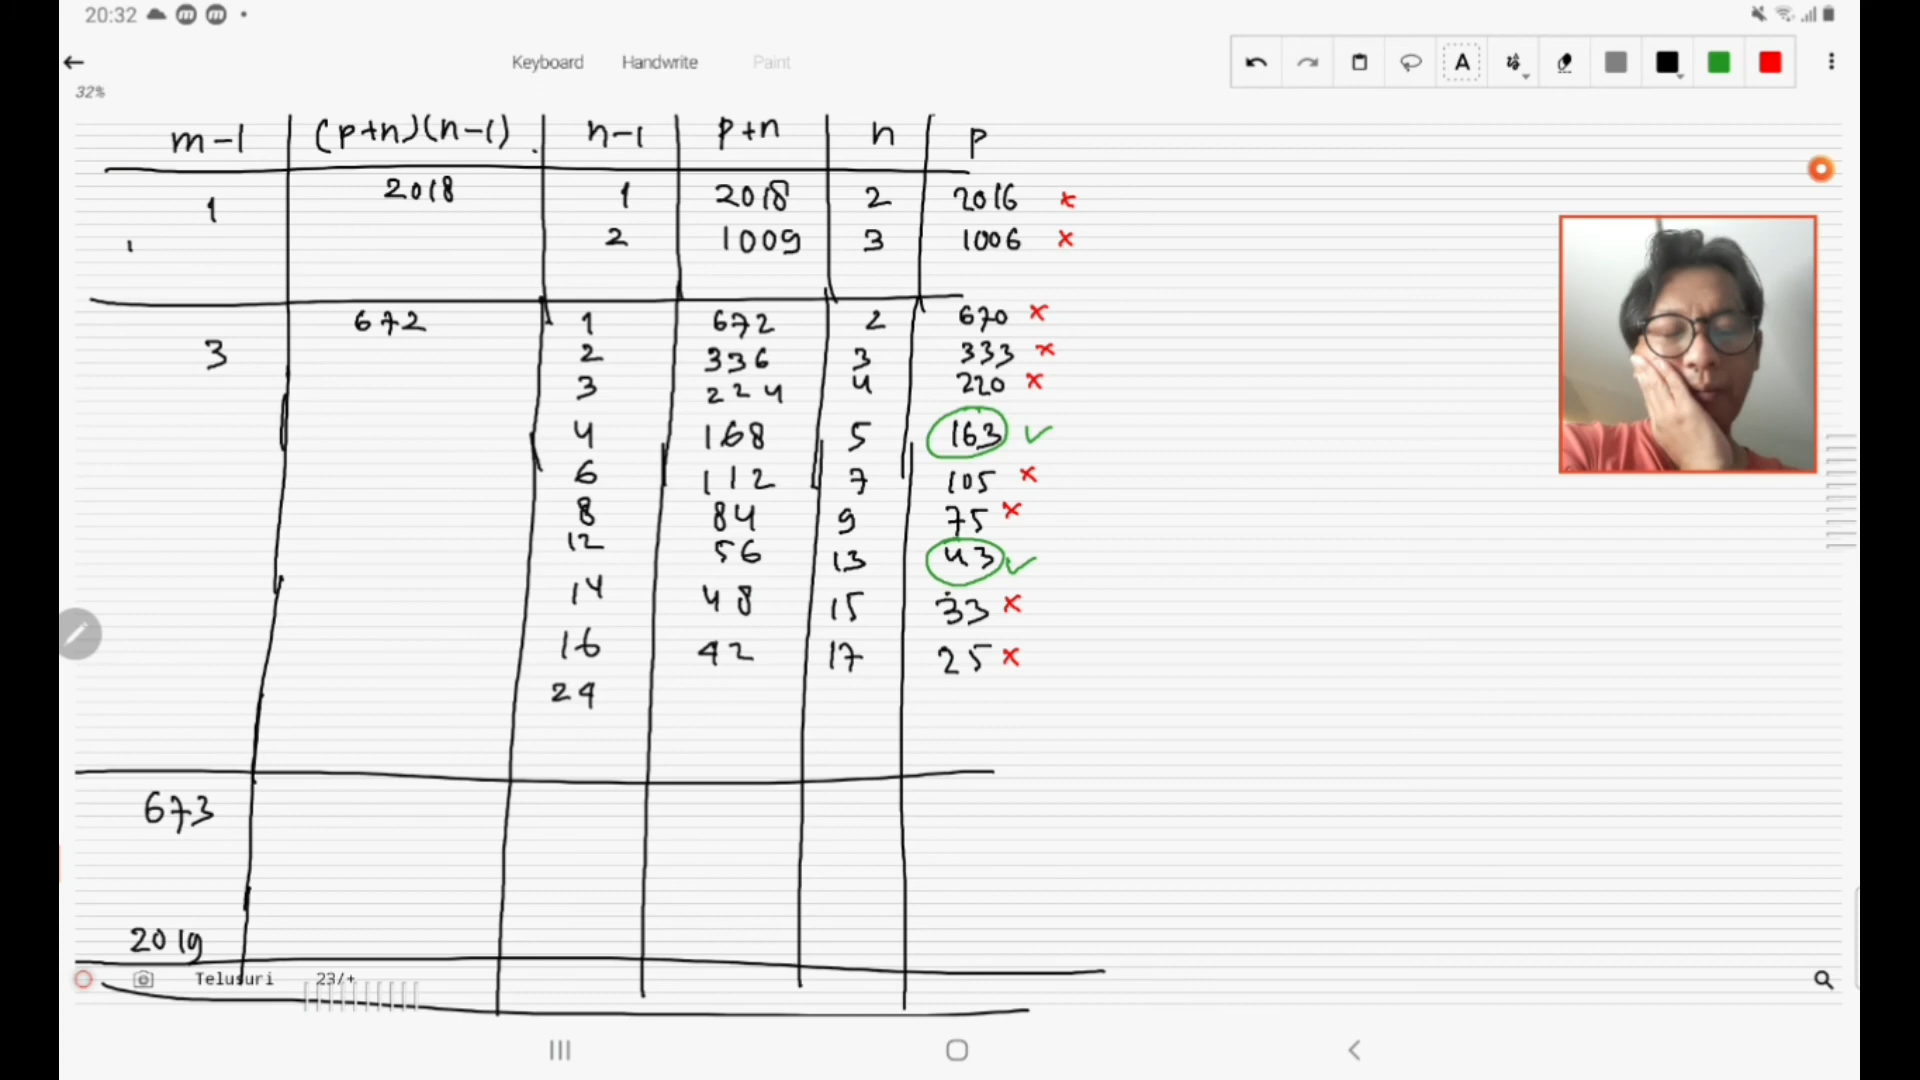 20:32
Keyboard Handwrite Paint
A
32%
m-1 (p+n)(n-1) n-1 p+n n p
1 2018 1 2018 2 2016 ×
2 1009 3 1006 ×
3 672 1 672 2 670 ×
2 336 3 333 ×
3 224 4 220 ×
4 168 5 163 ✓
6 112 7 105 ×
8 84 9 75 ×
12 56 13 43 ✓
14 48 15 33 ×
16 42 17 25 ×
24
673
2019
Telusuri 23/+